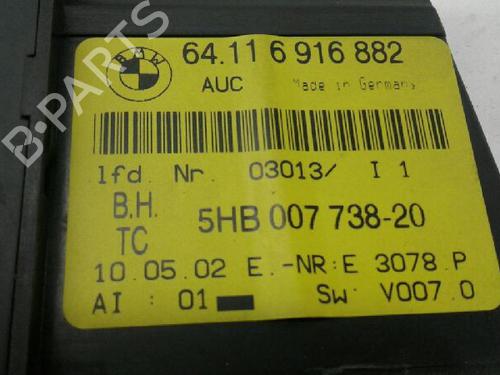 BMW
64.11 6 916 882
AUC Made in Germany
lfd. Nr. 03013/ I 1
B.H.
TC
5HB 007 738-20
10.05.02 E.-NR:E 3078.P
AI : 01 Sw: V007.0
B-PARTS